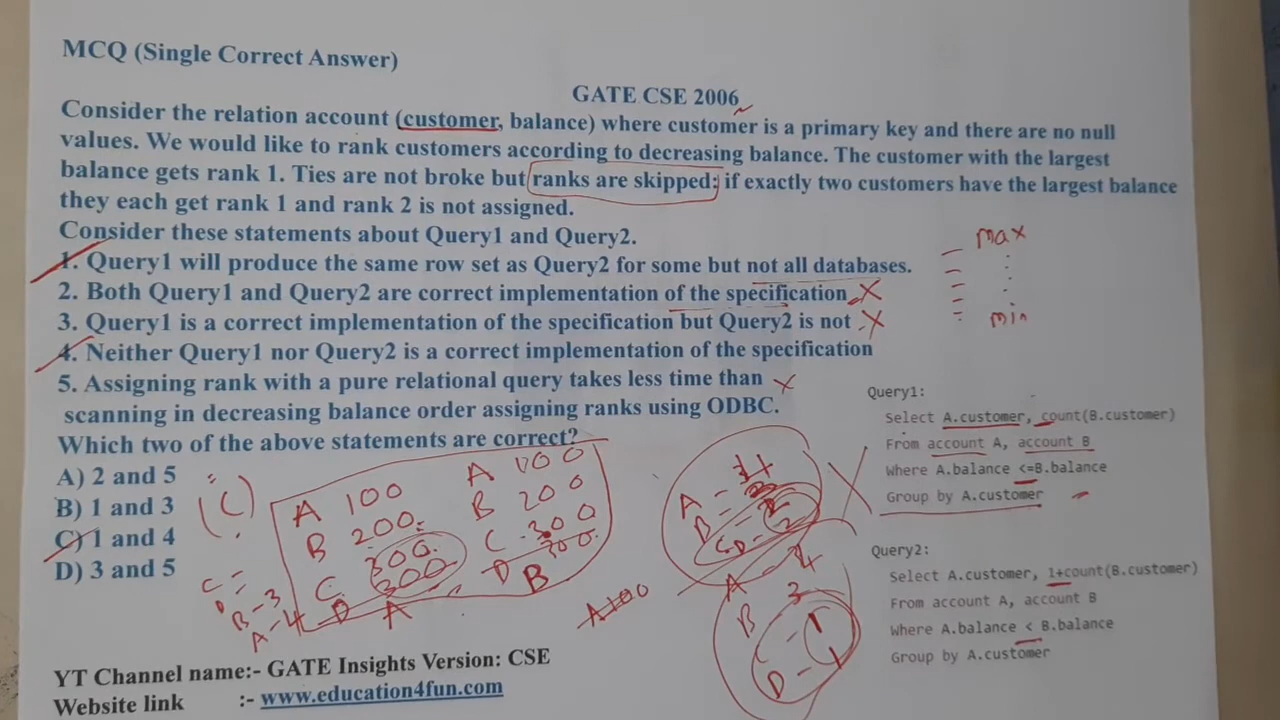 MCQ (Single Correct Answer)
GATE CSE 2006
Consider the relation account (customer, balance) where customer is a primary key and there are no null
values. We would like to rank customers according to decreasing balance. The customer with the largest
balance gets rank 1. Ties are not broke but ranks are skipped: if exactly two customers have the largest balance
they each get rank 1 and rank 2 is not assigned.
Consider these statements about Query1 and Query2.
1. Query1 will produce the same row set as Query2 for some but not all databases.
2. Both Query1 and Query2 are correct implementation of the specification
3. Query1 is a correct implementation of the specification but Query2 is not
4. Neither Query1 nor Query2 is a correct implementation of the specification
5. Assigning rank with a pure relational query takes less time than
scanning in decreasing balance order assigning ranks using ODBC.
Which two of the above statements are correct?
A) 2 and 5
B) 1 and 3
C) 1 and 4
D) 3 and 5
max
min
Query1:
Select A.customer, count(B.customer)
From account A, account B
Where A.balance <=B.balance
Group by A.customer
Query2:
Select A.customer, 1+count(B.customer)
From account A, account B
Where A.balance < B.balance
Group by A.customer
A 100
B 200
C 300
D 300
A
A 100
B 200
C 300
D 300
B
(C)
C =
D =
B - 3
A - 4
A 100
A - 4
B - 3
C - 2
D - 2
A - 4
B 3
C - 1
D - 1
YT Channel name:- GATE Insights Version: CSE
Website link :- www.education4fun.com